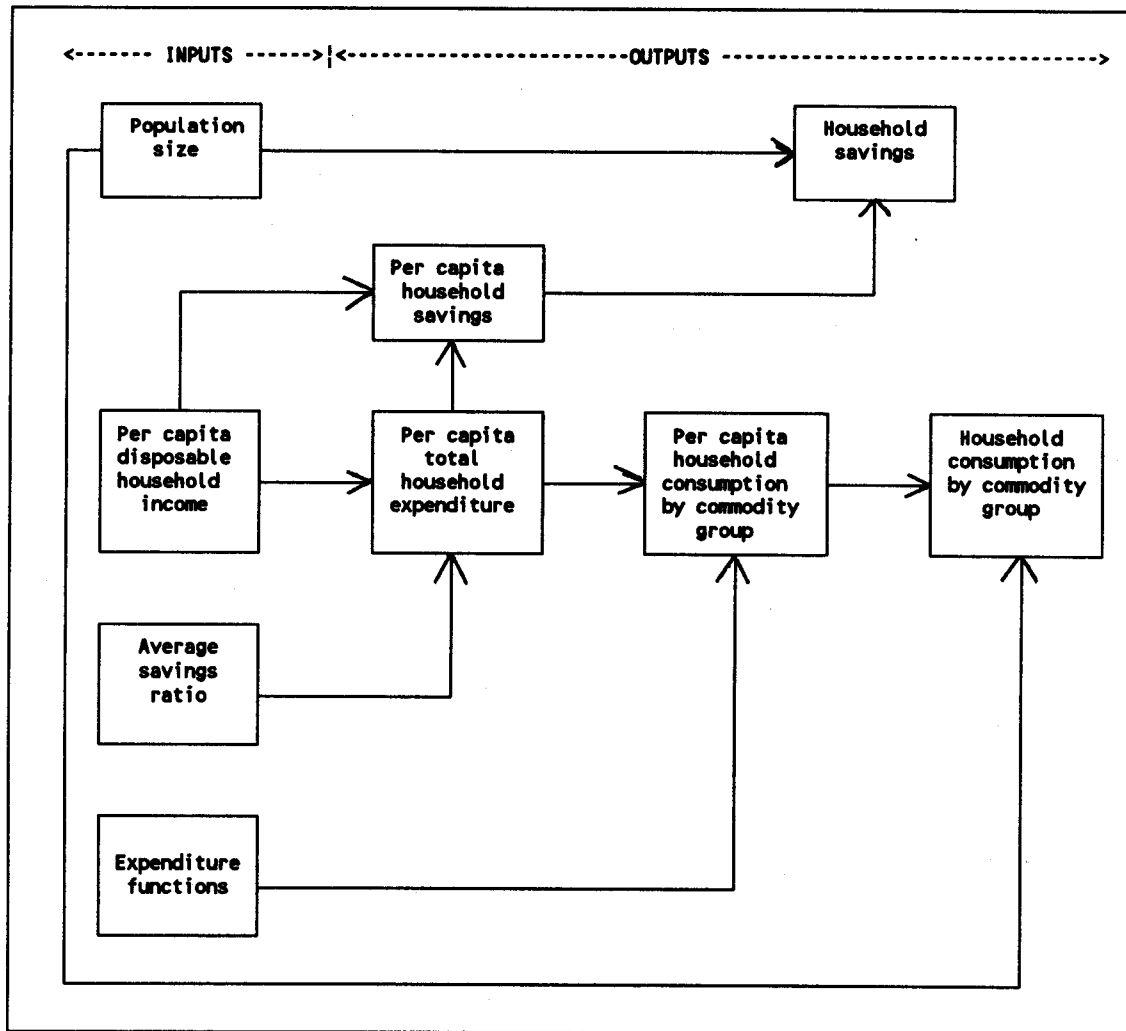 <------ INPUTS ------>¦<-------------------------OUTPUTS --------------------------------->
Population
size
Household
savings
Per capita
household
savings
Per capita
disposable
household
income
Per capita
total
household
expenditure
Per capita
household
consumption
by commodity
group
Household
consumption
by commodity
group
Average
savings
ratio
Expenditure
functions